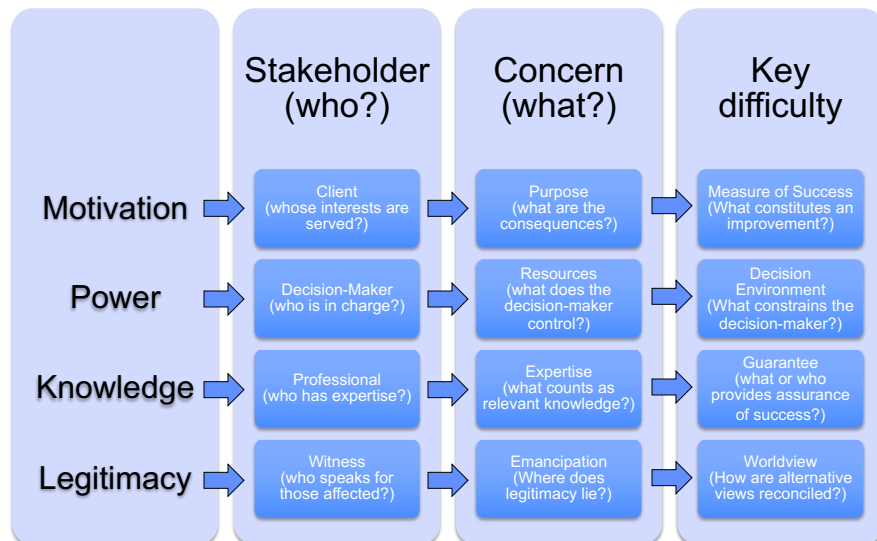 Stakeholder
(who?)
Concern
(what?)
Key
difficulty
Motivation
Client
(whose interests are
served?)
Purpose
(what are the
consequences?)
Measure of Success
(What constitutes an
improvement?)
Power
Decision-Maker
(who is in charge?)
Resources
(what does the
decision-maker
control?)
Decision
Environment
(What constrains the
decision-maker?)
Knowledge
Professional
(who has expertise?)
Expertise
(what counts as
relevant knowledge?)
Guarantee
(what or who
provides assurance
of success?)
Legitimacy
Witness
(who speaks for
those affected?)
Emancipation
(Where does
legitimacy lie?)
Worldview
(How are alternative
views reconciled?)